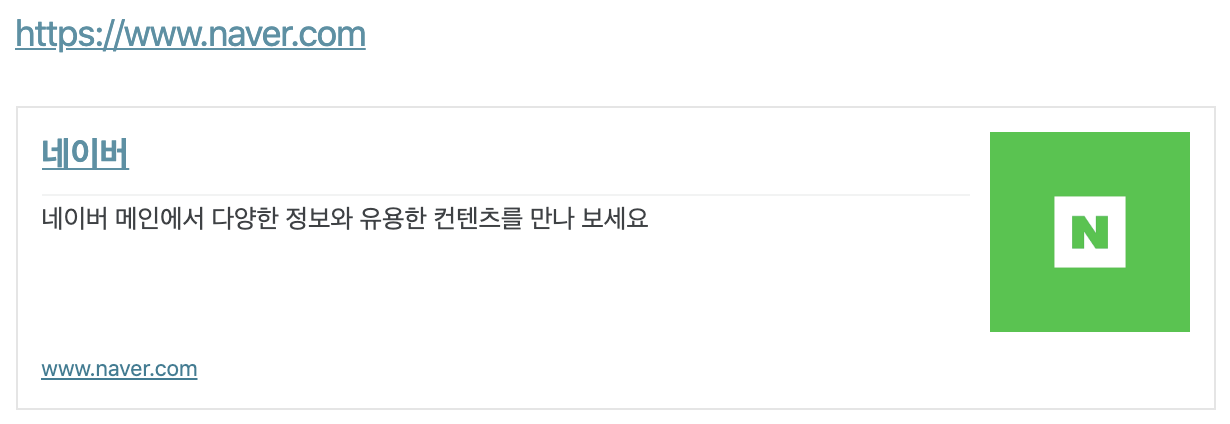 https://www.naver.com
네이버
네이버 메인에서 다양한 정보와 유용한 컨텐츠를 만나 보세요
N
www.naver.com